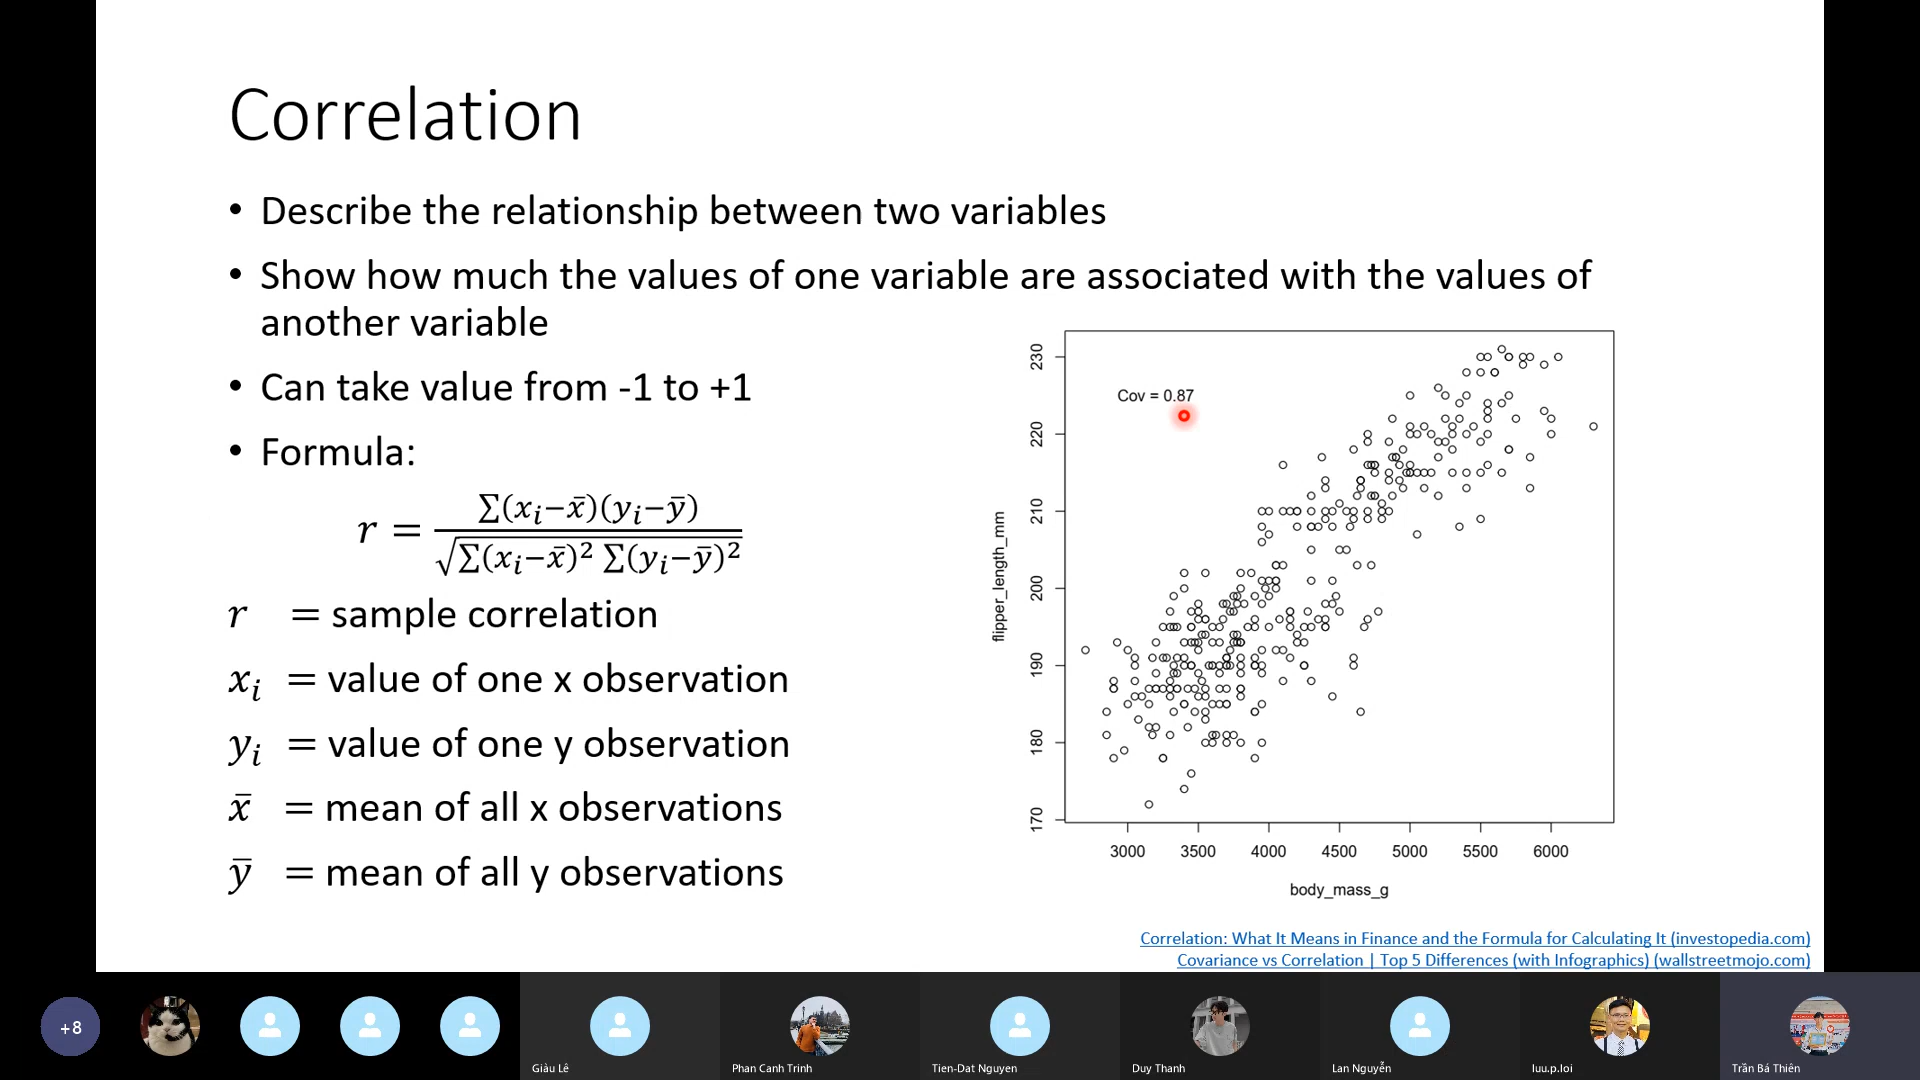 Correlation
• Describe the relationship between two variables
• Show how much the values of one variable are associated with the values of
another variable
• Can take value from -1 to +1
• Formula:
r = ∑(xᵢ−x̄)(yᵢ−ȳ) / √∑(xᵢ−x̄)² ∑(yᵢ−ȳ)²
r = sample correlation
xᵢ = value of one x observation
yᵢ = value of one y observation
x̄ = mean of all x observations
ȳ = mean of all y observations
Cov = 0.87
flipper_length_mm
230
220
210
200
190
180
170
3000 3500 4000 4500 5000 5500 6000
body_mass_g
Correlation: What It Means in Finance and the Formula for Calculating It (investopedia.com)
Covariance vs Correlation | Top 5 Differences (with Infographics) (wallstreetmojo.com)
+8
Giàu Lê
Phan Canh Trinh
Tien-Dat Nguyen
Duy Thanh
Lan Nguyễn
luu.p.loi
Trần Bá Thiên